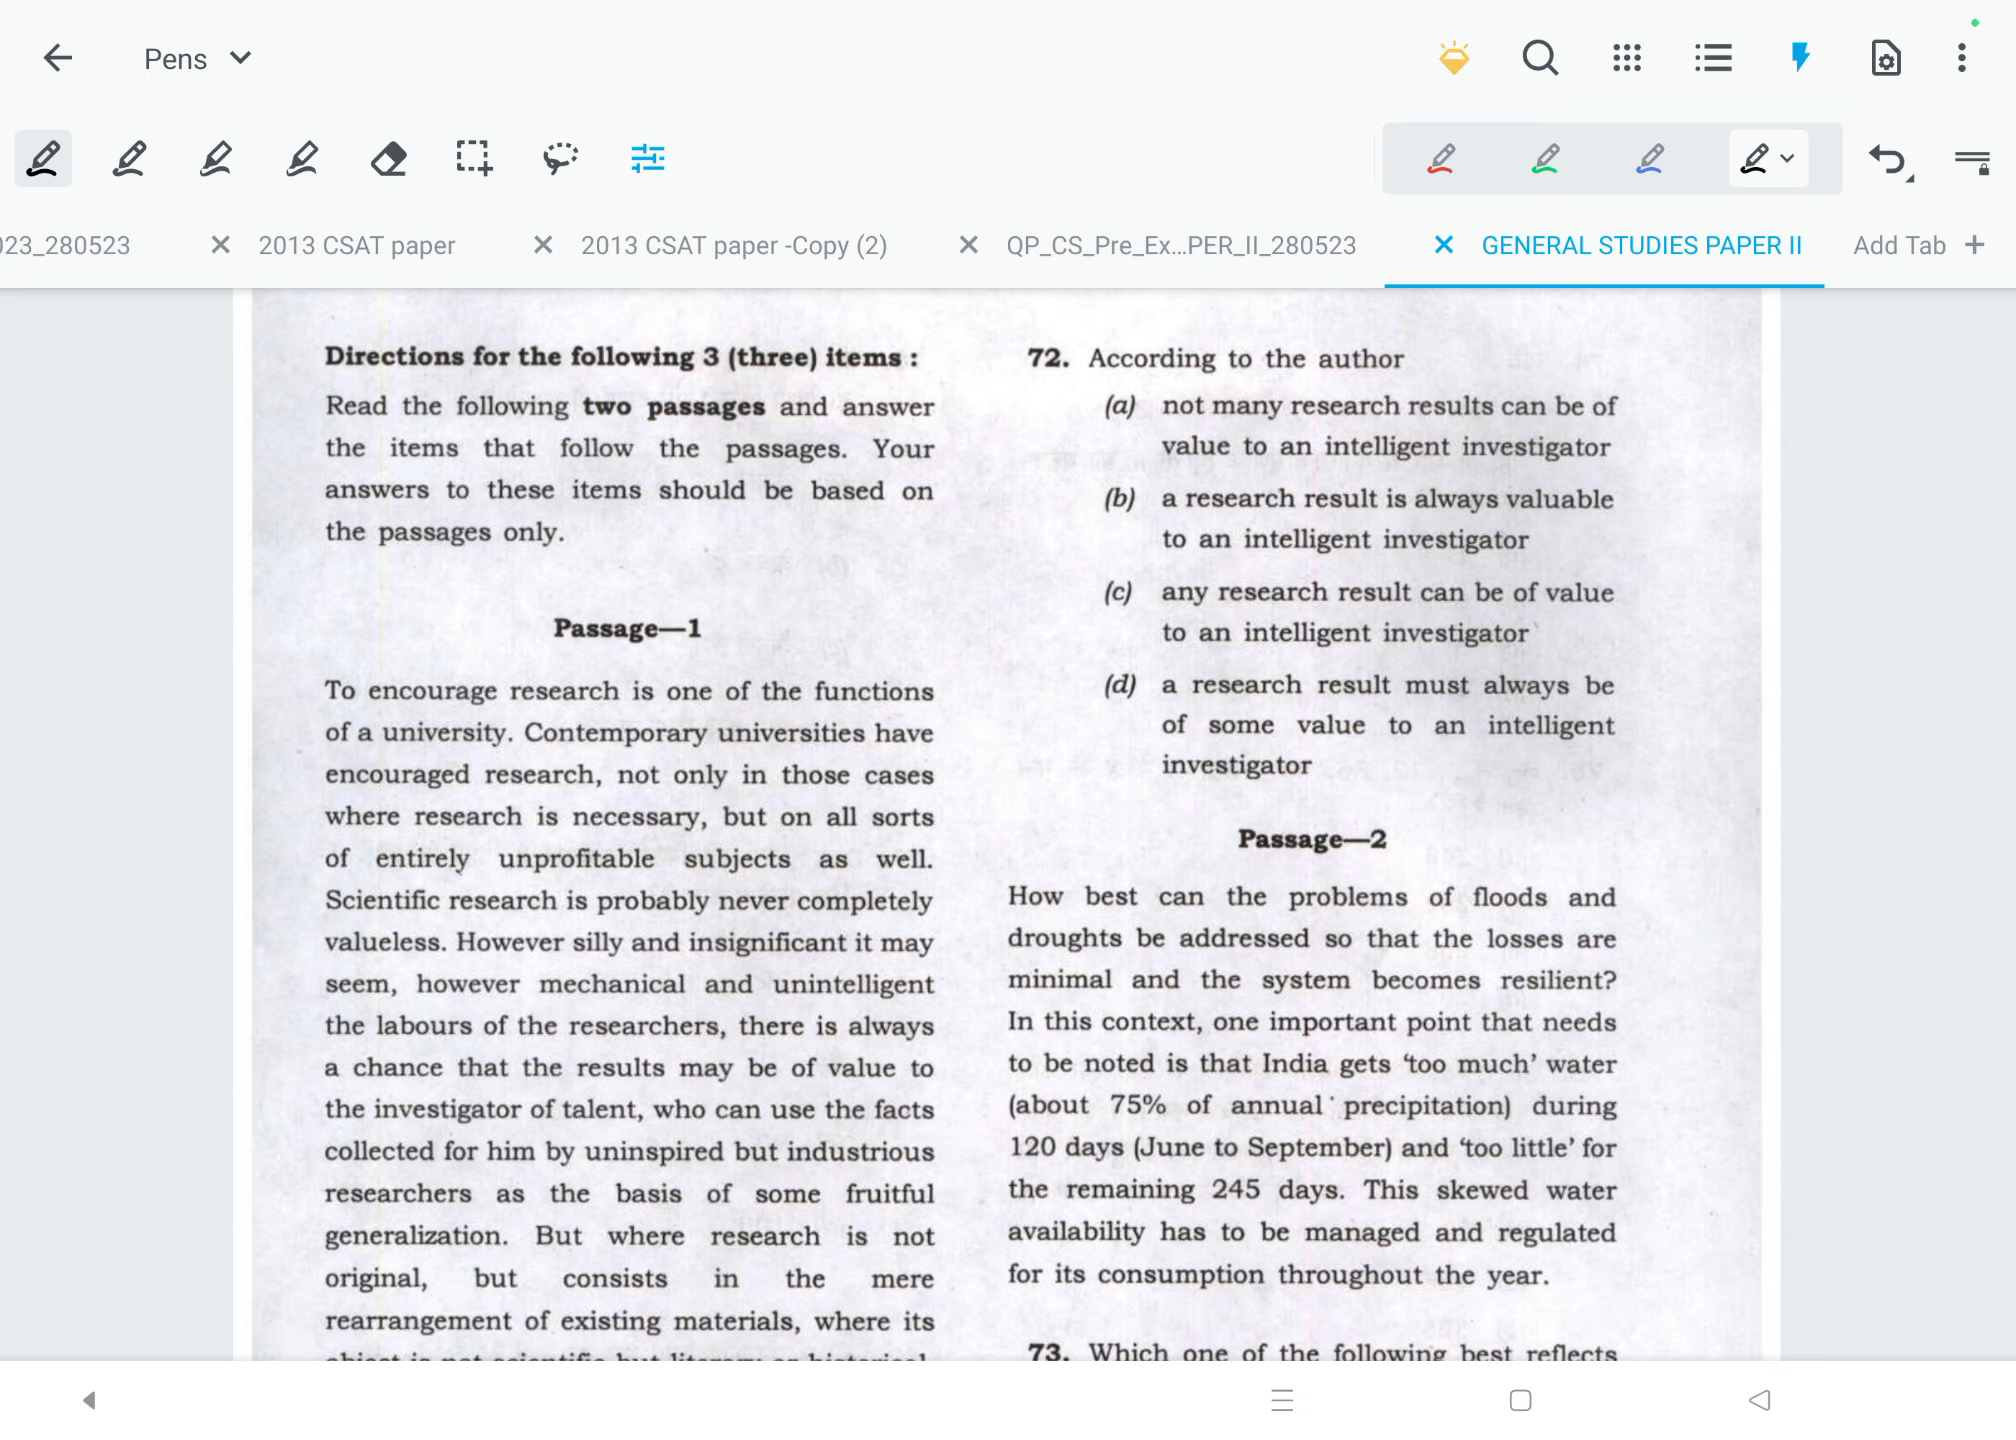 Pens
023_280523
2013 CSAT paper
2013 CSAT paper -Copy (2)
QP_CS_Pre_Ex...PER_II_280523
GENERAL STUDIES PAPER II
Add Tab
Directions for the following 3 (three) items :
Read the following two passages and answer
the items that follow the passages. Your
answers to these items should be based on
the passages only.
Passage—1
To encourage research is one of the functions
of a university. Contemporary universities have
encouraged research, not only in those cases
where research is necessary, but on all sorts
of entirely unprofitable subjects as well.
Scientific research is probably never completely
valueless. However silly and insignificant it may
seem, however mechanical and unintelligent
the labours of the researchers, there is always
a chance that the results may be of value to
the investigator of talent, who can use the facts
collected for him by uninspired but industrious
researchers as the basis of some fruitful
generalization. But where research is not
original, but consists in the mere
rearrangement of existing materials, where its
object is not scientific but literary or historical,
72. According to the author
(a) not many research results can be of
value to an intelligent investigator
(b) a research result is always valuable
to an intelligent investigator
(c) any research result can be of value
to an intelligent investigator
(d) a research result must always be
of some value to an intelligent
investigator
Passage—2
How best can the problems of floods and
droughts be addressed so that the losses are
minimal and the system becomes resilient?
In this context, one important point that needs
to be noted is that India gets ‘too much’ water
(about 75% of annual precipitation) during
120 days (June to September) and ‘too little’ for
the remaining 245 days. This skewed water
availability has to be managed and regulated
for its consumption throughout the year.
73. Which one of the following best reflects